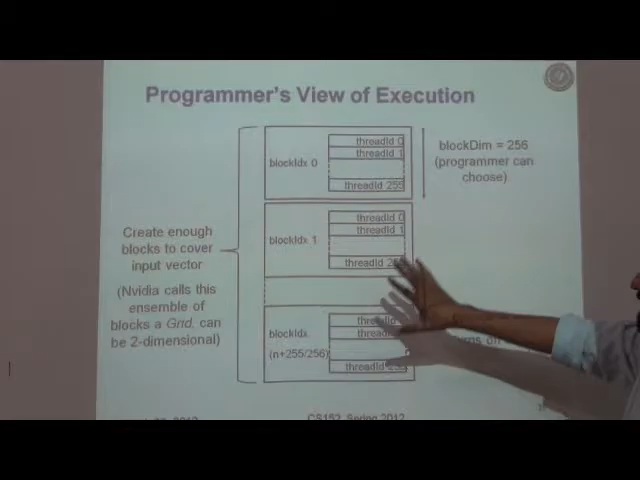 Programmer's View of Execution
blockIdx 0
threadId 0
threadId 1
threadId 255
blockDim = 256
(programmer can
choose)
Create enough
blocks to cover
input vector
(Nvidia calls this
ensemble of
blocks a Grid, can
be 2-dimensional)
blockIdx 1
threadId 0
threadId 1
threadId
blockIdx
(n+255/256)
threadId
CS152, Spring 2012